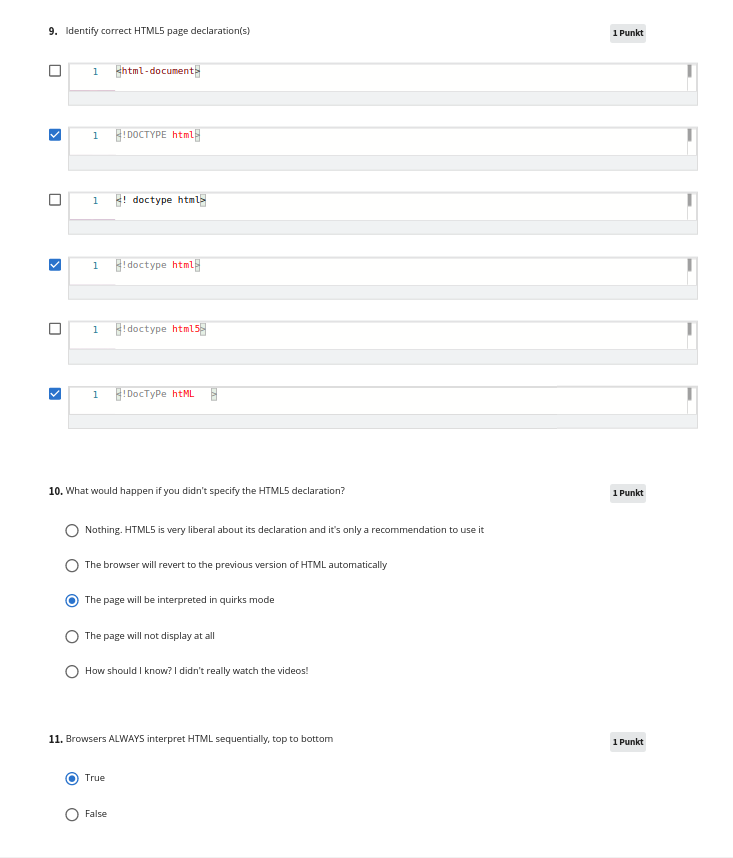 9. Identify correct HTML5 page declaration(s)
1 Punkt
1 <html-document>
1 <!DOCTYPE html>
1 <! doctype html>
1 <!doctype html>
1 <!doctype html5>
1 <!DocTyPe htML   >
10. What would happen if you didn't specify the HTML5 declaration?
1 Punkt
Nothing. HTML5 is very liberal about its declaration and it's only a recommendation to use it
The browser will revert to the previous version of HTML automatically
The page will be interpreted in quirks mode
The page will not display at all
How should I know? I didn't really watch the videos!
11. Browsers ALWAYS interpret HTML sequentially, top to bottom
1 Punkt
True
False